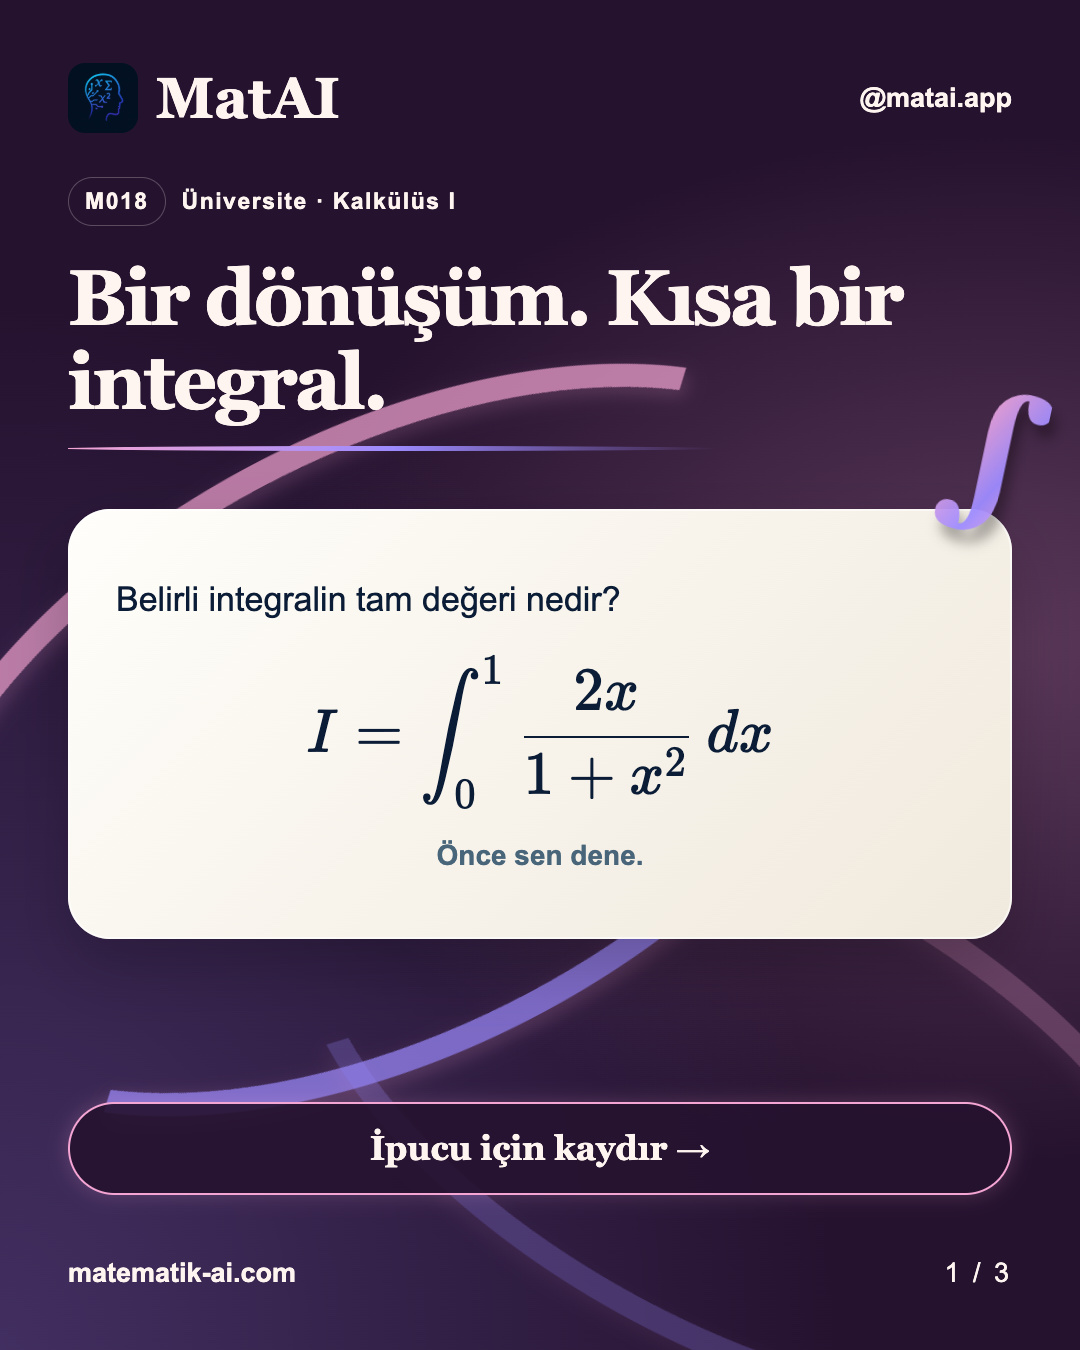 MatAI
@matai.app
M018 Üniversite · Kalkülüs I
Bir dönüşüm. Kısa bir
integral.
∫
Belirli integralin tam değeri nedir?
I = ∫₀¹ 2x / (1 + x²) dx
Önce sen dene.
İpucu için kaydır →
matematik-ai.com
1 / 3